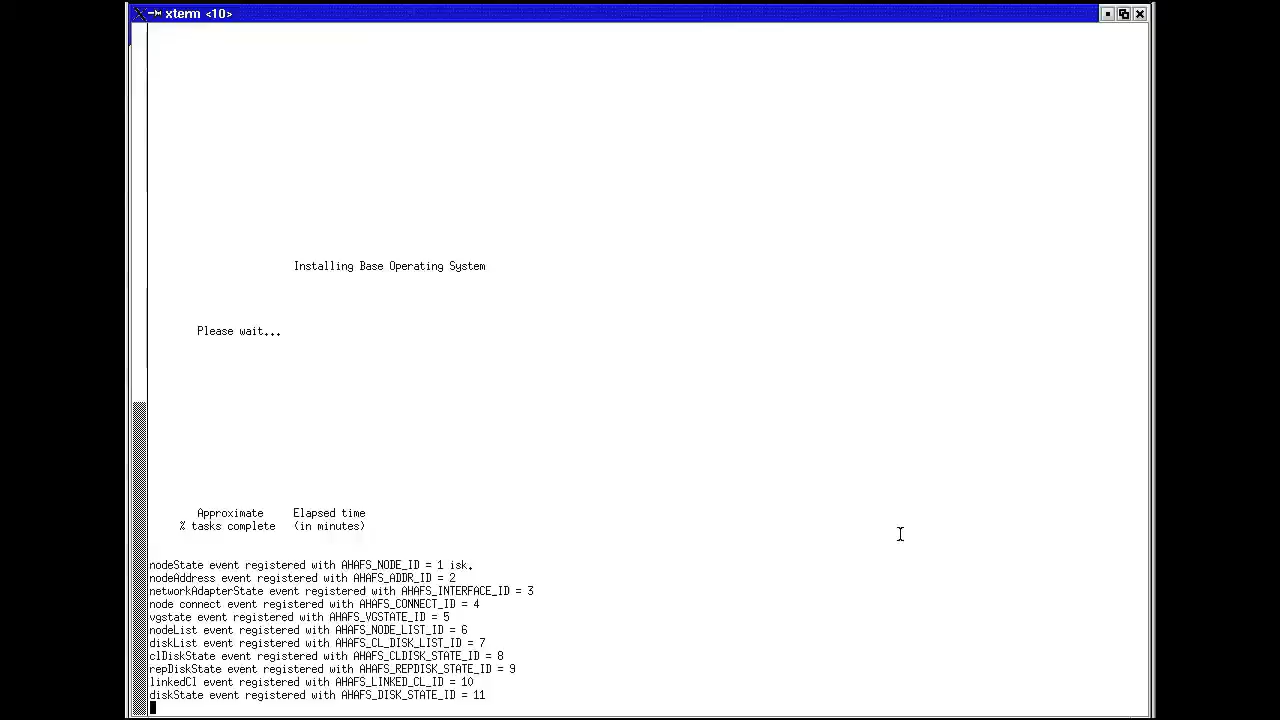 xterm <10>
Installing Base Operating System
Please wait...
Approximate Elapsed time
% tasks complete (in minutes)
nodeState event registered with AHAFS_NODE_ID = 1 isk.
nodeAddress event registered with AHAFS_ADDR_ID = 2
networkAdapterState event registered with AHAFS_INTERFACE_ID = 3
node connect event registered with AHAFS_CONNECT_ID = 4
vgstate event registered with AHAFS_VGSTATE_ID = 5
nodeList event registered with AHAFS_NODE_LIST_ID = 6
diskList event registered with AHAFS_CL_DISK_LIST_ID = 7
clDiskState event registered with AHAFS_CLDISK_STATE_ID = 8
repDiskState event registered with AHAFS_REPDISK_STATE_ID = 9
linkedCl event registered with AHAFS_LINKED_CL_ID = 10
diskState event registered with AHAFS_DISK_STATE_ID = 11